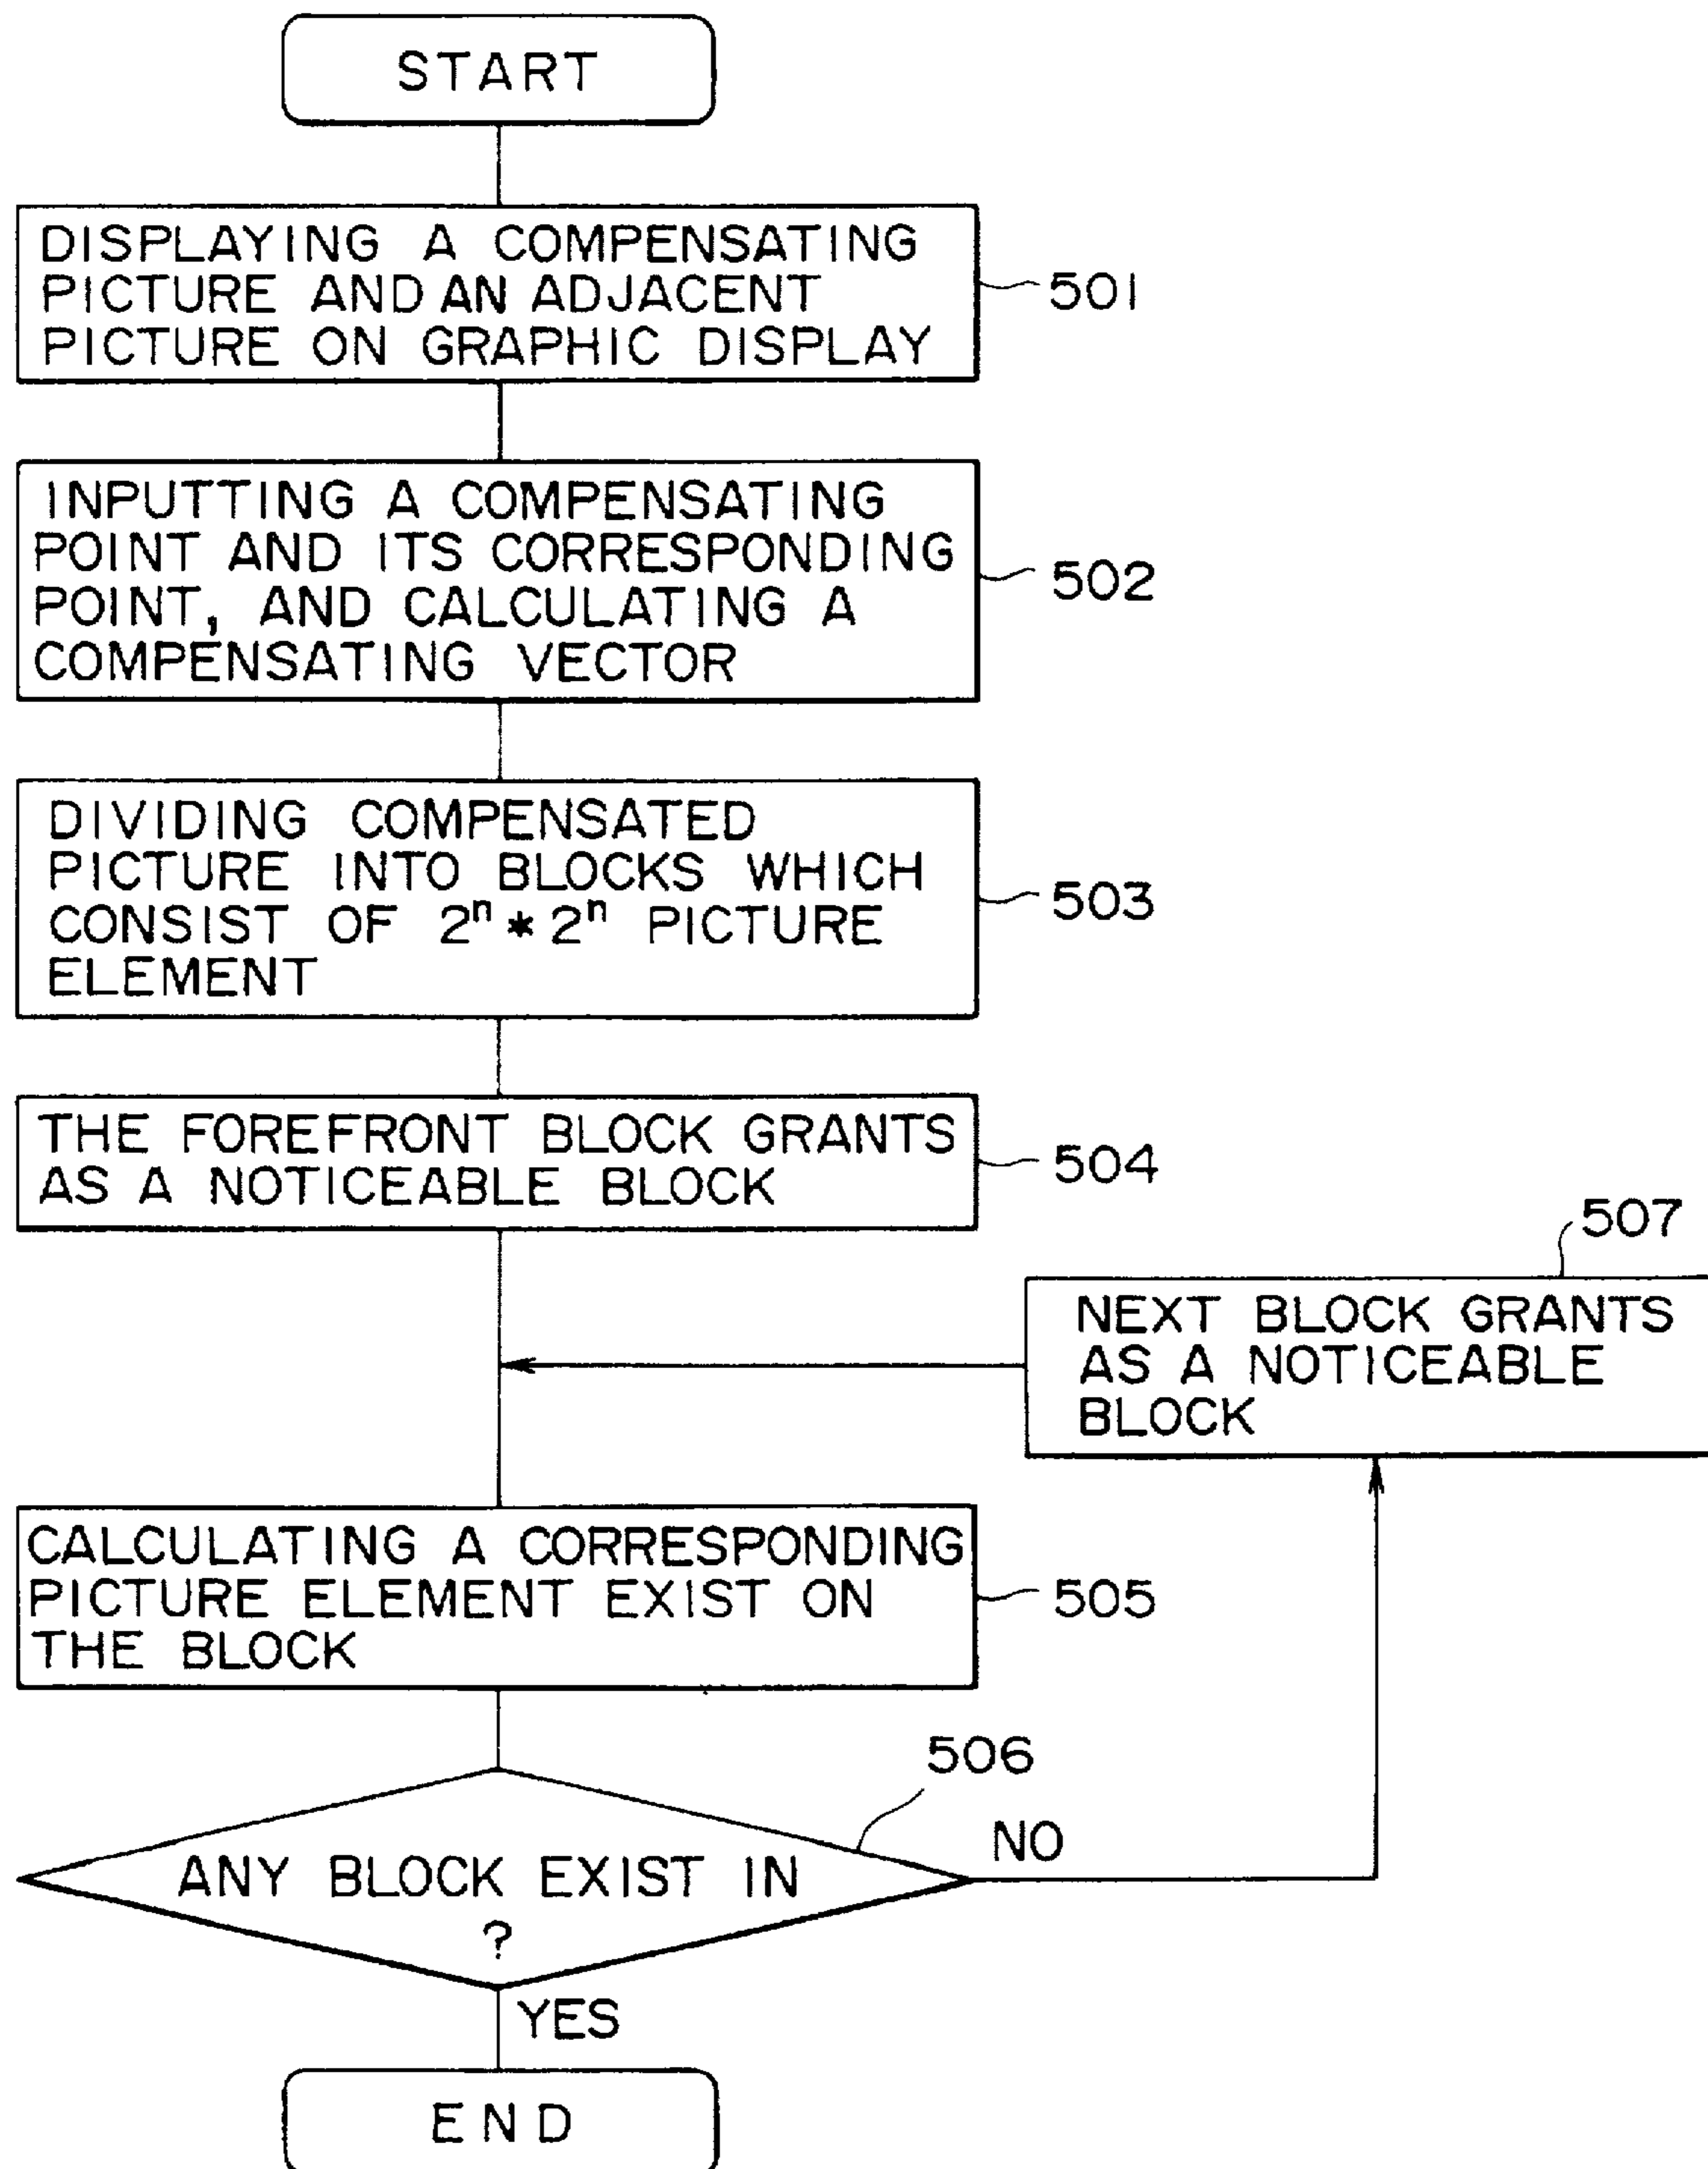 START
DISPLAYING A COMPENSATING
PICTURE AND AN ADJACENT
PICTURE ON GRAPHIC DISPLAY
501
INPUTTING A COMPENSATING
POINT AND ITS CORRESPONDING
POINT, AND CALCULATING A
COMPENSATING VECTOR
502
DIVIDING COMPENSATED
PICTURE INTO BLOCKS WHICH
CONSIST OF 2ⁿ * 2ⁿ PICTURE
ELEMENT
503
THE FOREFRONT BLOCK GRANTS
AS A NOTICEABLE BLOCK
504
507
NEXT BLOCK GRANTS
AS A NOTICEABLE
BLOCK
CALCULATING A CORRESPONDING
PICTURE ELEMENT EXIST ON
THE BLOCK
505
506
NO
ANY BLOCK EXIST IN
?
YES
END